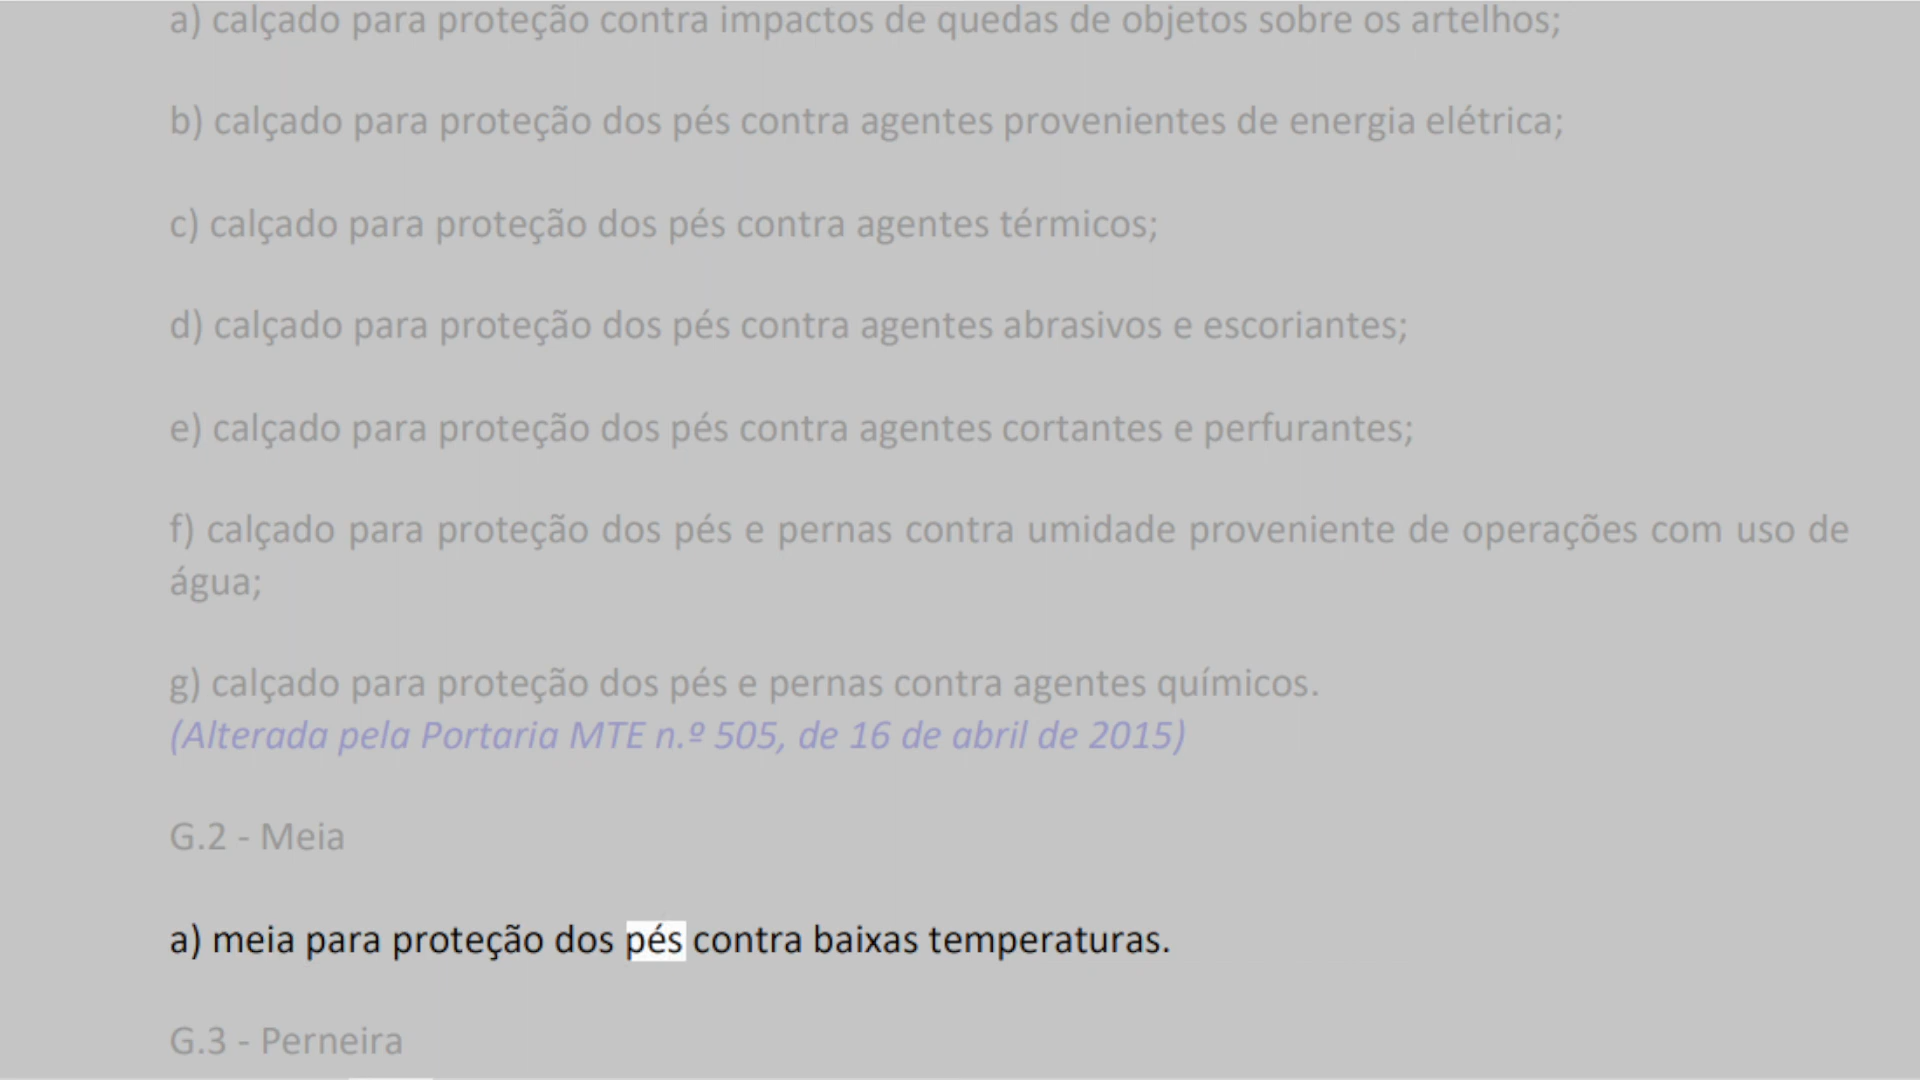 a) calçado para proteção contra impactos de quedas de objetos sobre os artelhos;
b) calçado para proteção dos pés contra agentes provenientes de energia elétrica;
c) calçado para proteção dos pés contra agentes térmicos;
d) calçado para proteção dos pés contra agentes abrasivos e escoriantes;
e) calçado para proteção dos pés contra agentes cortantes e perfurantes;
f) calçado para proteção dos pés e pernas contra umidade proveniente de operações com uso de
água;
g) calçado para proteção dos pés e pernas contra agentes químicos.
(Alterada pela Portaria MTE n.º 505, de 16 de abril de 2015)
G.2 - Meia
a) meia para proteção dos pés contra baixas temperaturas.
G.3 - Perneira